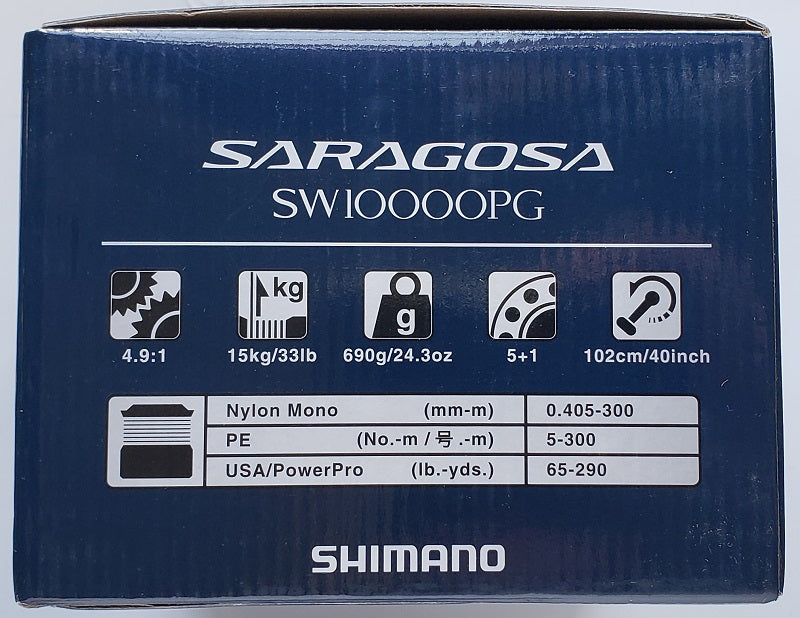 SARAGOSA
SW10000PG
kg
g
4.9:1 15kg/33lb 690g/24.3oz 5+1 102cm/40inch
Nylon Mono (mm-m) 0.405-300
PE (No.-m / 号.-m) 5-300
USA/PowerPro (lb.-yds.) 65-290
SHIMANO